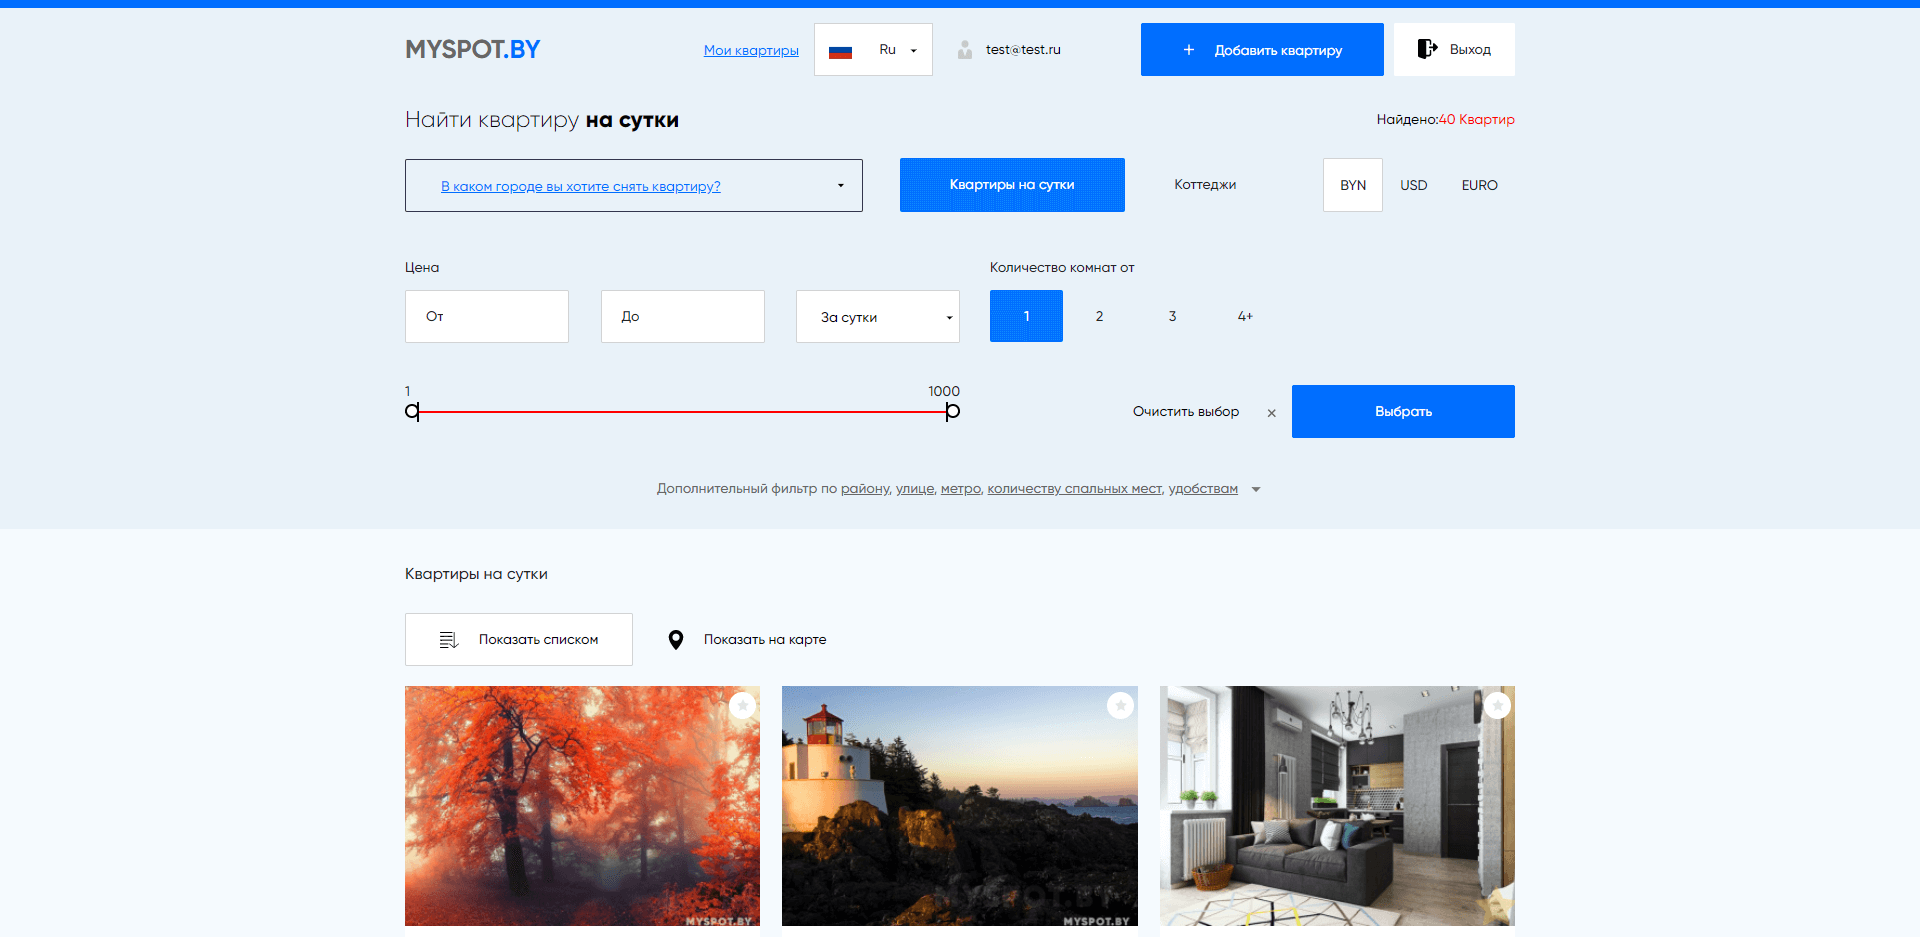 MYSPOT.BY
Мои квартиры
Ru
test@test.ru
+ Добавить квартиру
Выход
Найти квартиру на сутки
Найдено:40 Квартир
В каком городе вы хотите снять квартиру?
Квартиры на сутки
Коттеджи
BYN
USD
EURO
Цена
Количество комнат от
От
До
За сутки
1
2
3
4+
1
1000
Очистить выбор ×
Выбрать
Дополнительный фильтр по району, улице, метро, количеству спальных мест, удобствам
Квартиры на сутки
Показать списком
Показать на карте
MYSPOT.BY
MYSPOT.BY
MYSPOT.BY